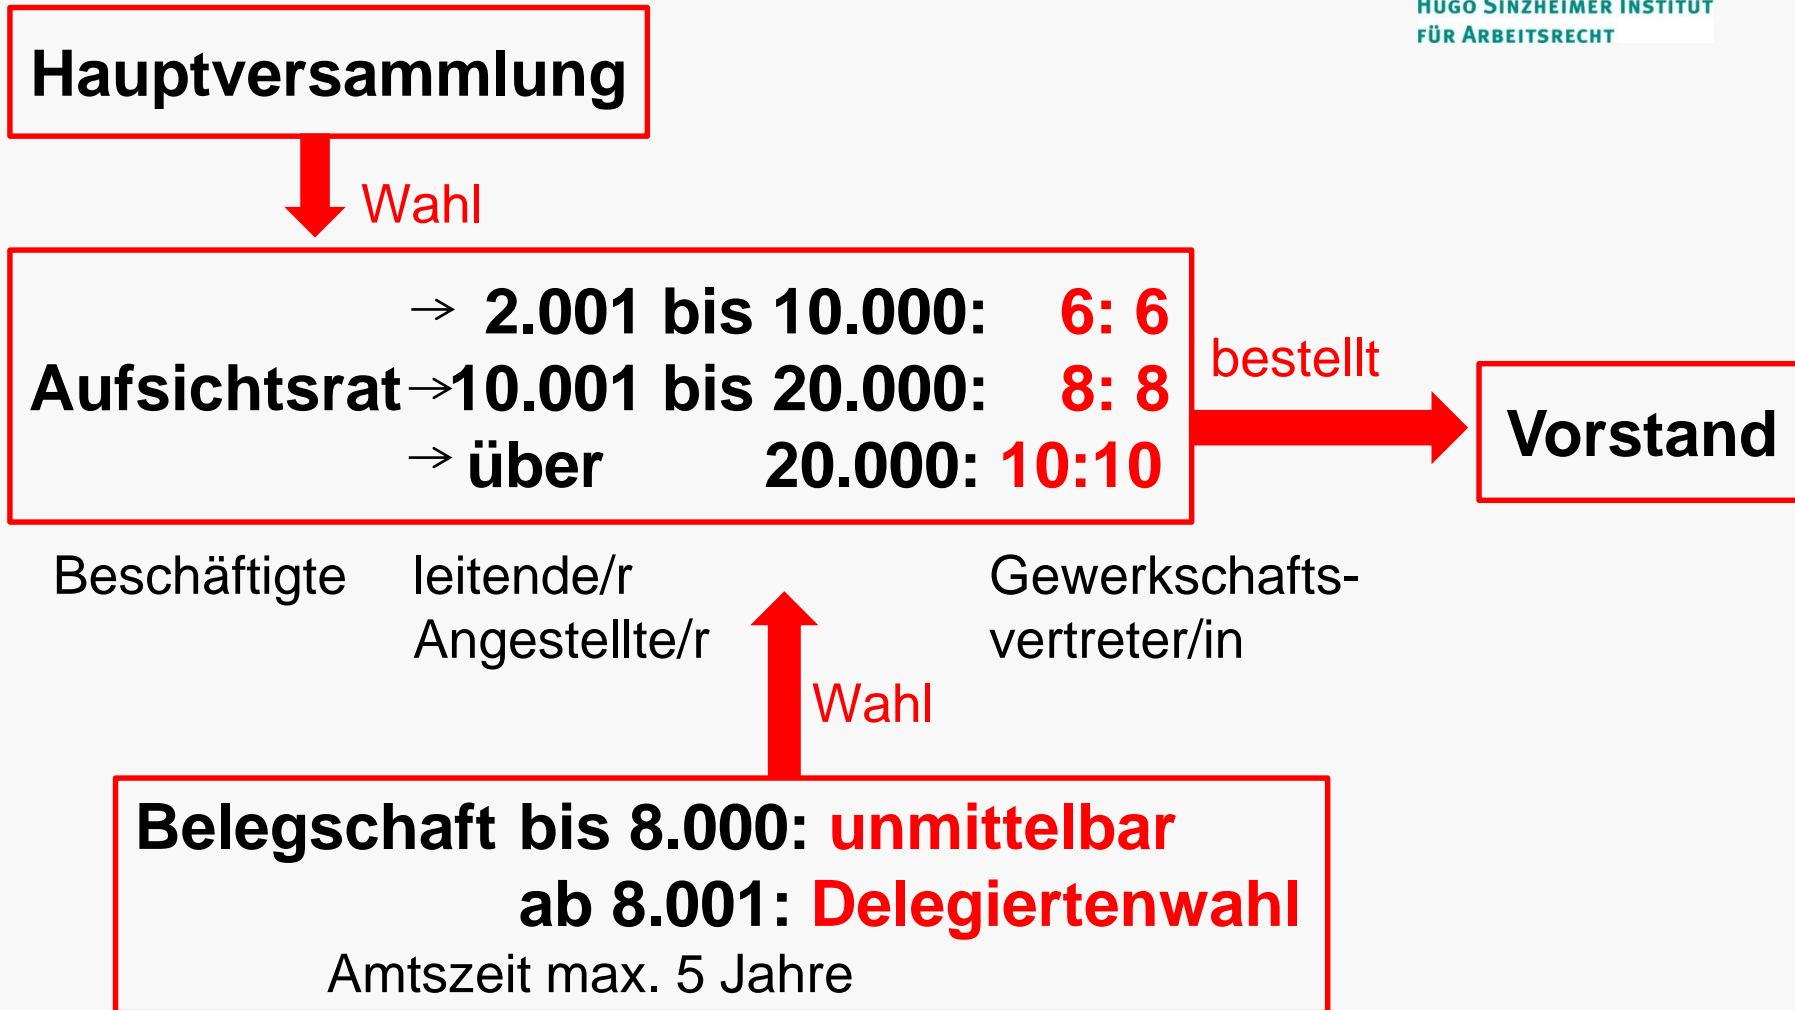 HUGO SINZHEIMER INSTITUT
FÜR ARBEITSRECHT
Hauptversammlung
Wahl
→ 2.001 bis 10.000: 6: 6
Aufsichtsrat→10.001 bis 20.000: 8: 8
→ über 20.000: 10:10
bestellt
Vorstand
Beschäftigte leitende/r Gewerkschafts-
Angestellte/r vertreter/in
Wahl
Belegschaft bis 8.000: unmittelbar
ab 8.001: Delegiertenwahl
Amtszeit max. 5 Jahre